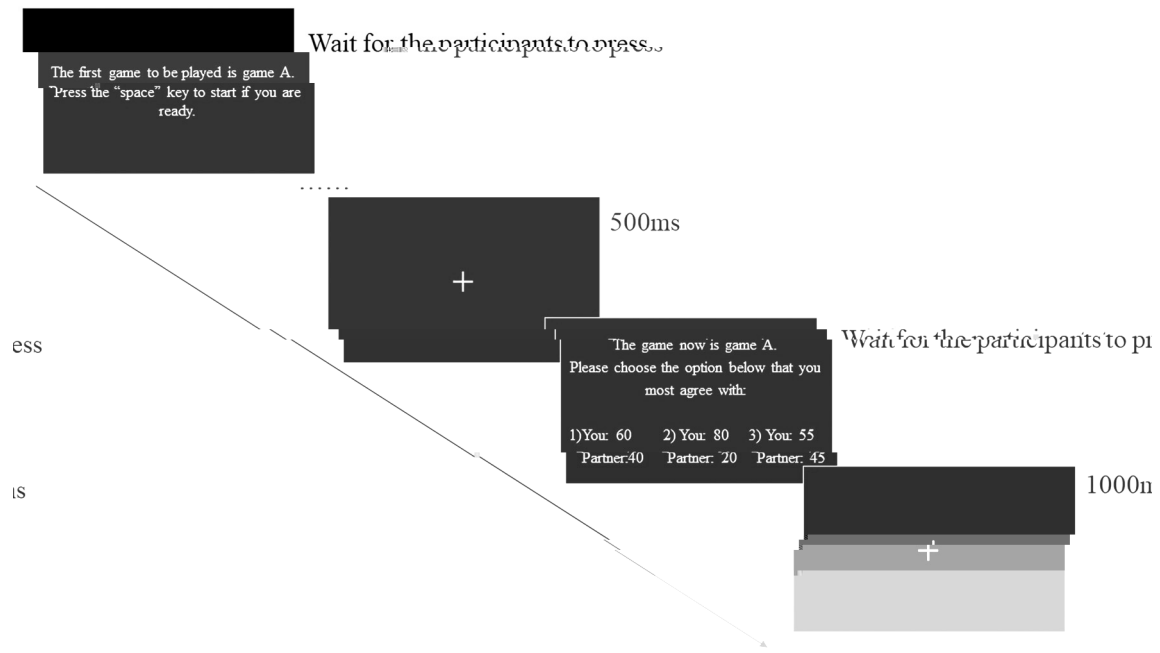 Wait for the participants to press
The first game to be played is game A.
Press the “space” key to start if you are
ready.
......
500ms
The game now is game A.
Please choose the option below that you
most agree with:
Wait for the participants to pr
ess
1)You: 60 2) You: 80 3) You: 55
Partner:40 Partner: 20 Partner: 45
1000m
s